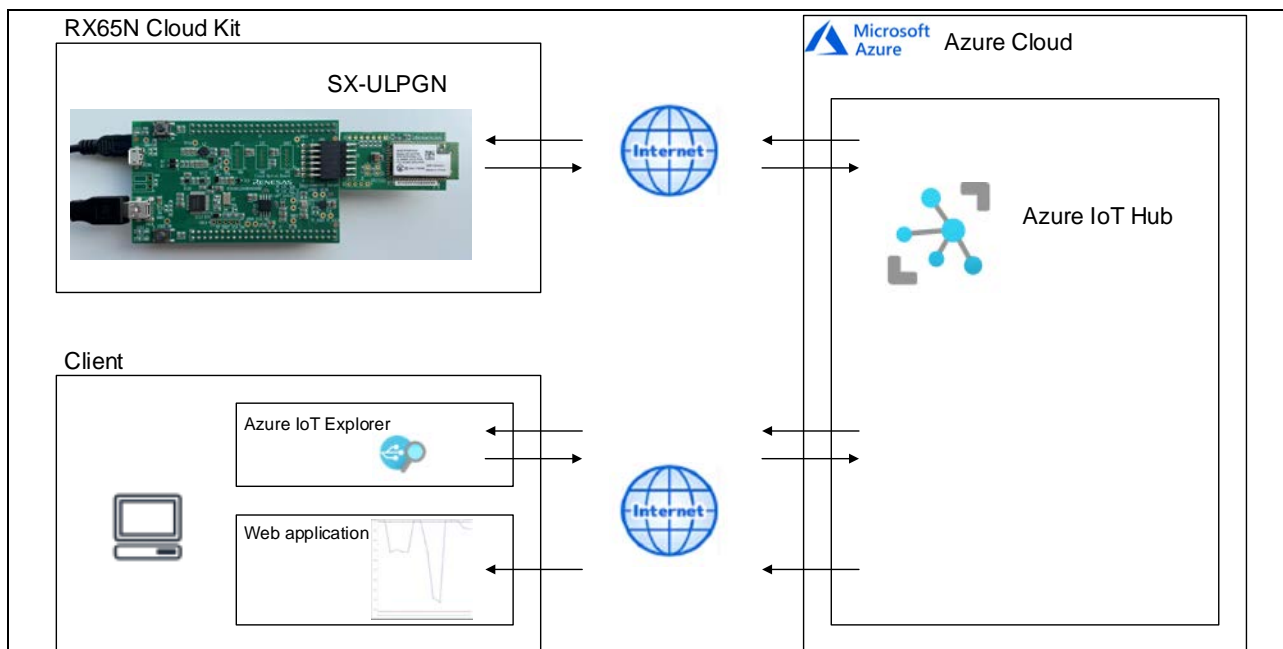 RX65N Cloud Kit
SX-ULPGN
RENESAS
Internet
Microsoft
Azure
Azure Cloud
Azure IoT Hub
Client
Azure IoT Explorer
Web application
Internet